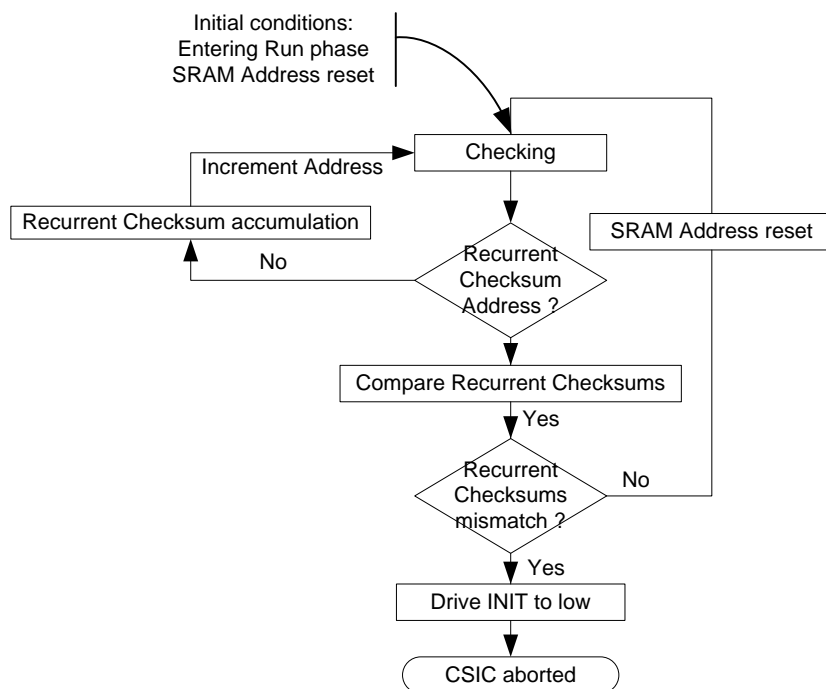 Initial conditions:
Entering Run phase
SRAM Address reset
Checking
Increment Address
Recurrent Checksum accumulation
SRAM Address reset
No
Recurrent
Checksum
Address ?
Compare Recurrent Checksums
Yes
Recurrent
Checksums
mismatch ?
No
Yes
Drive INIT to low
CSIC aborted